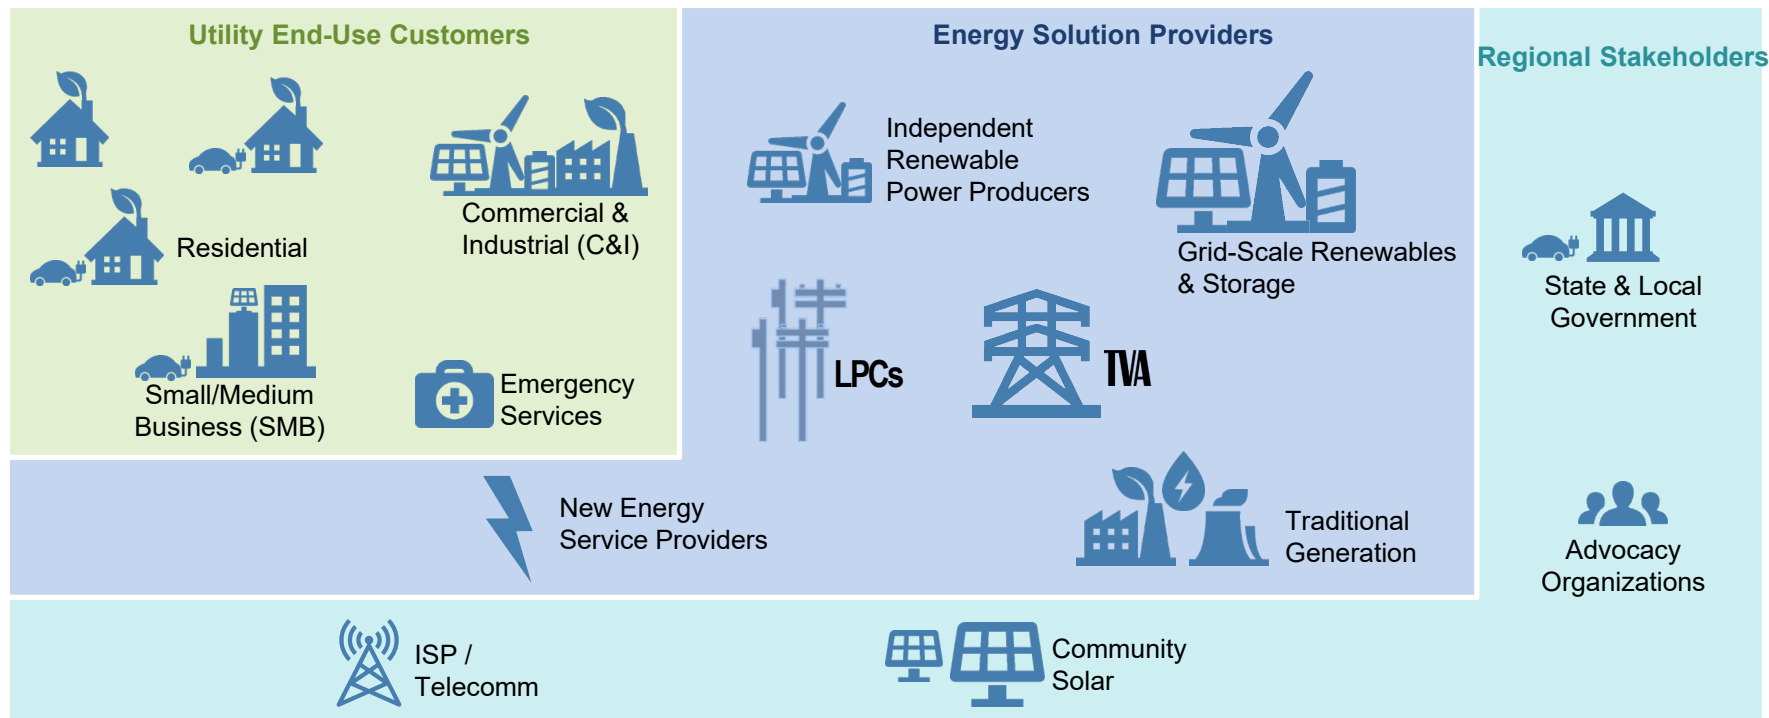 Utility End-Use Customers
Residential
Commercial &
Industrial (C&I)
Small/Medium
Business (SMB)
Emergency
Services
Energy Solution Providers
Independent
Renewable
Power Producers
Grid-Scale Renewables
& Storage
LPCs
TVA
New Energy
Service Providers
Traditional
Generation
Regional Stakeholders
State & Local
Government
Advocacy
Organizations
ISP /
Telecomm
Community
Solar